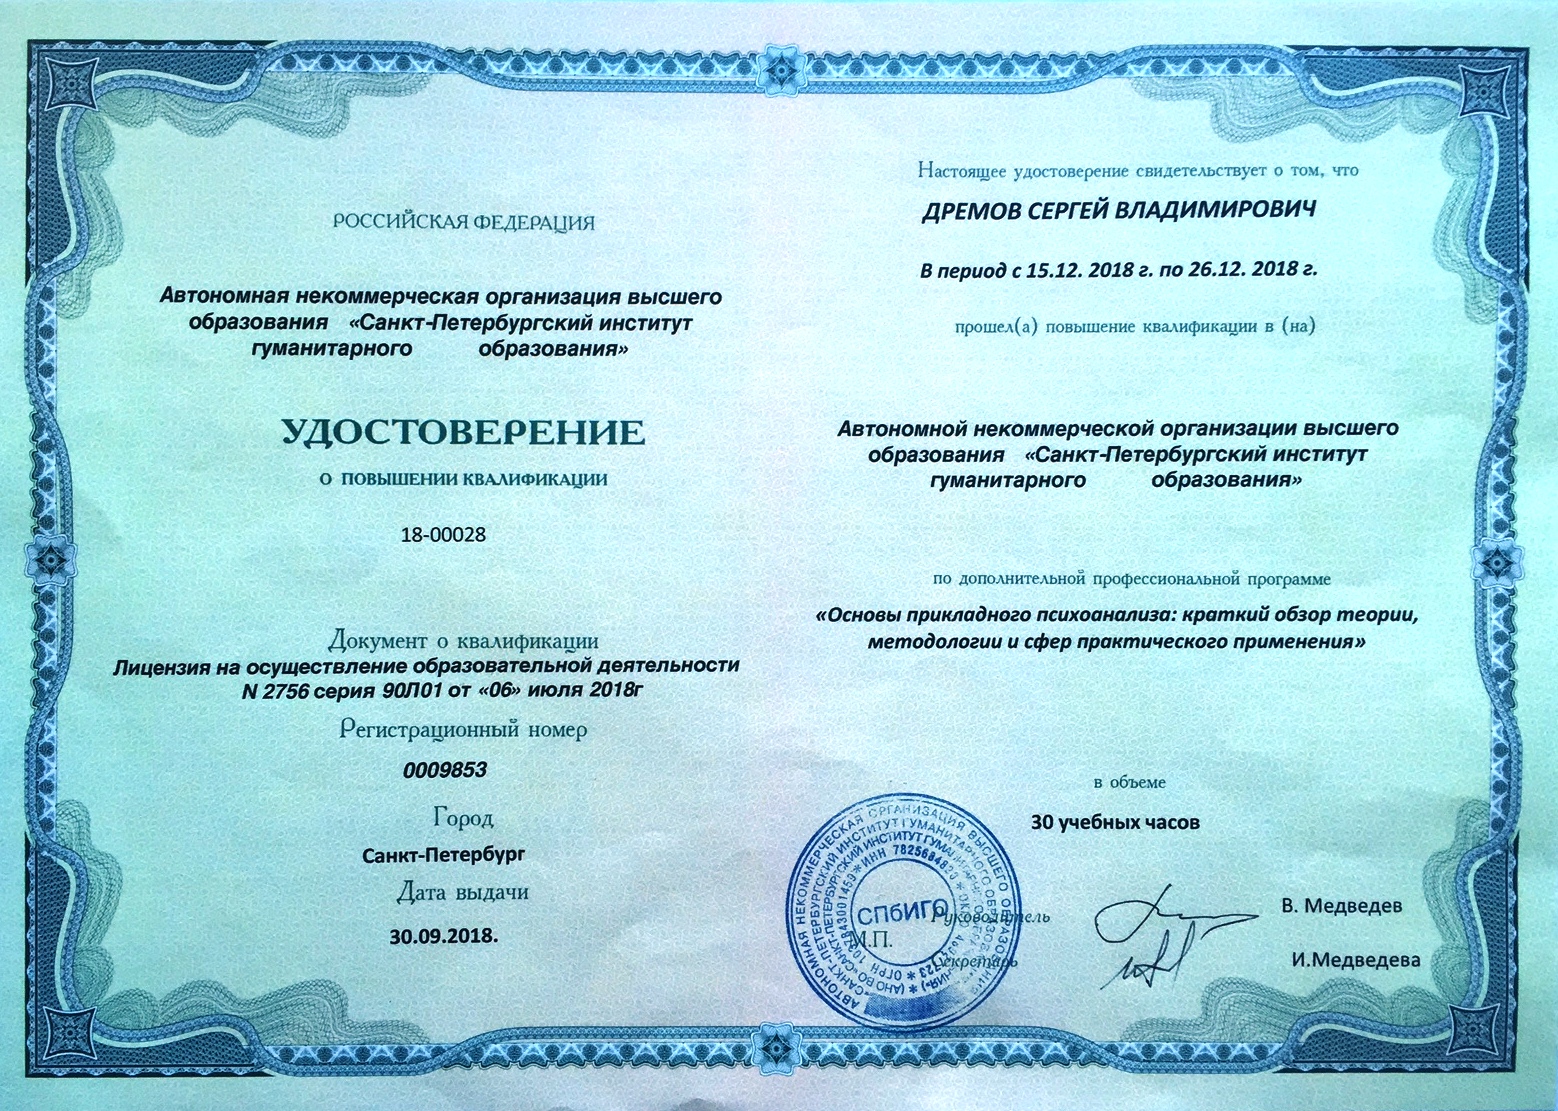 РОССИЙСКАЯ ФЕДЕРАЦИЯ
Автономная некоммерческая организация высшего
образования «Санкт-Петербургский институт
гуманитарного образования»
УДОСТОВЕРЕНИЕ
О ПОВЫШЕНИИ КВАЛИФИКАЦИИ
18-00028
Документ о квалификации
Лицензия на осуществление образовательной деятельности
N 2756 серия 90Л01 от «06» июля 2018г
Регистрационный номер
0009853
Город
Санкт-Петербург
Дата выдачи
30.09.2018.
Настоящее удостоверение свидетельствует о том, что
ДРЕМОВ СЕРГЕЙ ВЛАДИМИРОВИЧ
В период с 15.12. 2018 г. по 26.12. 2018 г.
прошел(а) повышение квалификации в (на)
Автономной некоммерческой организации высшего
образования «Санкт-Петербургский институт
гуманитарного образования»
по дополнительной профессиональной программе
«Основы прикладного психоанализа: краткий обзор теории,
методологии и сфер практического применения»
в объеме
30 учебных часов
СПбИГО
М.П.
Руководитель
В. Медведев
Секретарь
И.Медведева
АВТОНОМНАЯ НЕКОММЕРЧЕСКАЯ ОРГАНИЗАЦИЯ ВЫСШЕГО ОБРАЗОВАНИЯ